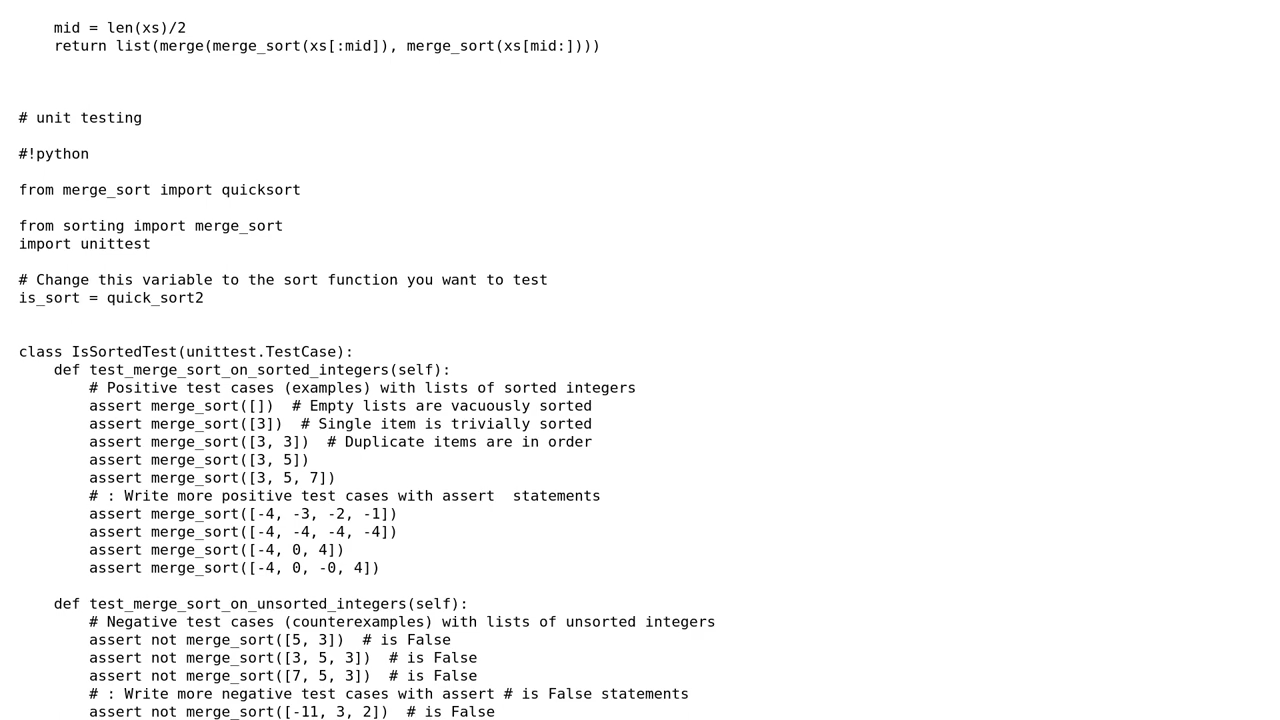 mid = len(xs)/2
    return list(merge(merge_sort(xs[:mid]), merge_sort(xs[mid:])))
# unit testing
#!python
from merge_sort import quicksort
from sorting import merge_sort
import unittest
# Change this variable to the sort function you want to test
is_sort = quick_sort2
class IsSortedTest(unittest.TestCase):
    def test_merge_sort_on_sorted_integers(self):
        # Positive test cases (examples) with lists of sorted integers
        assert merge_sort([])  # Empty lists are vacuously sorted
        assert merge_sort([3])  # Single item is trivially sorted
        assert merge_sort([3, 3])  # Duplicate items are in order
        assert merge_sort([3, 5])
        assert merge_sort([3, 5, 7])
        # : Write more positive test cases with assert  statements
        assert merge_sort([-4, -3, -2, -1])
        assert merge_sort([-4, -4, -4, -4])
        assert merge_sort([-4, 0, 4])
        assert merge_sort([-4, 0, -0, 4])
    def test_merge_sort_on_unsorted_integers(self):
        # Negative test cases (counterexamples) with lists of unsorted integers
        assert not merge_sort([5, 3])  # is False
        assert not merge_sort([3, 5, 3])  # is False
        assert not merge_sort([7, 5, 3])  # is False
        # : Write more negative test cases with assert # is False statements
        assert not merge_sort([-11, 3, 2])  # is False